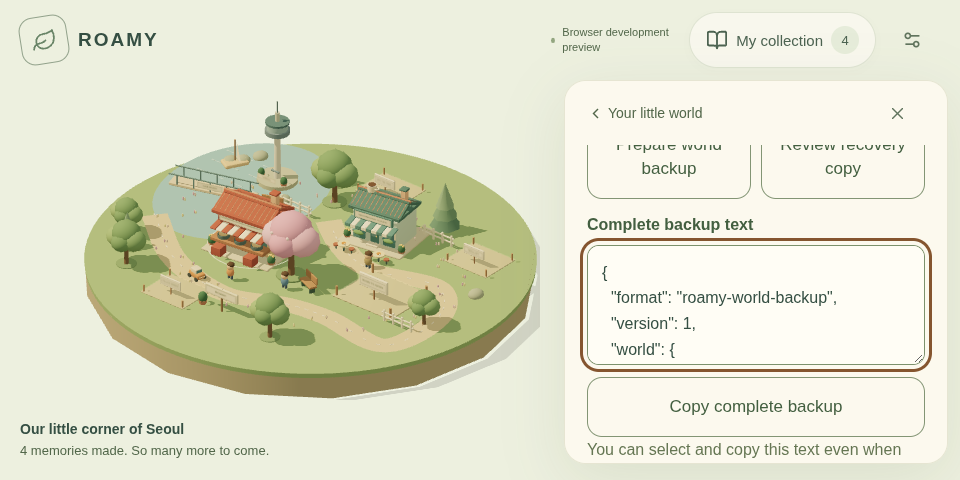 ROAMY
Browser development
preview
My collection 4
Your little world
Prepare world
backup
Review recovery
copy
Complete backup text
{
"format": "roamy-world-backup",
"version": 1,
"world": {
Copy complete backup
You can select and copy this text even when
Our little corner of Seoul
4 memories made. So many more to come.